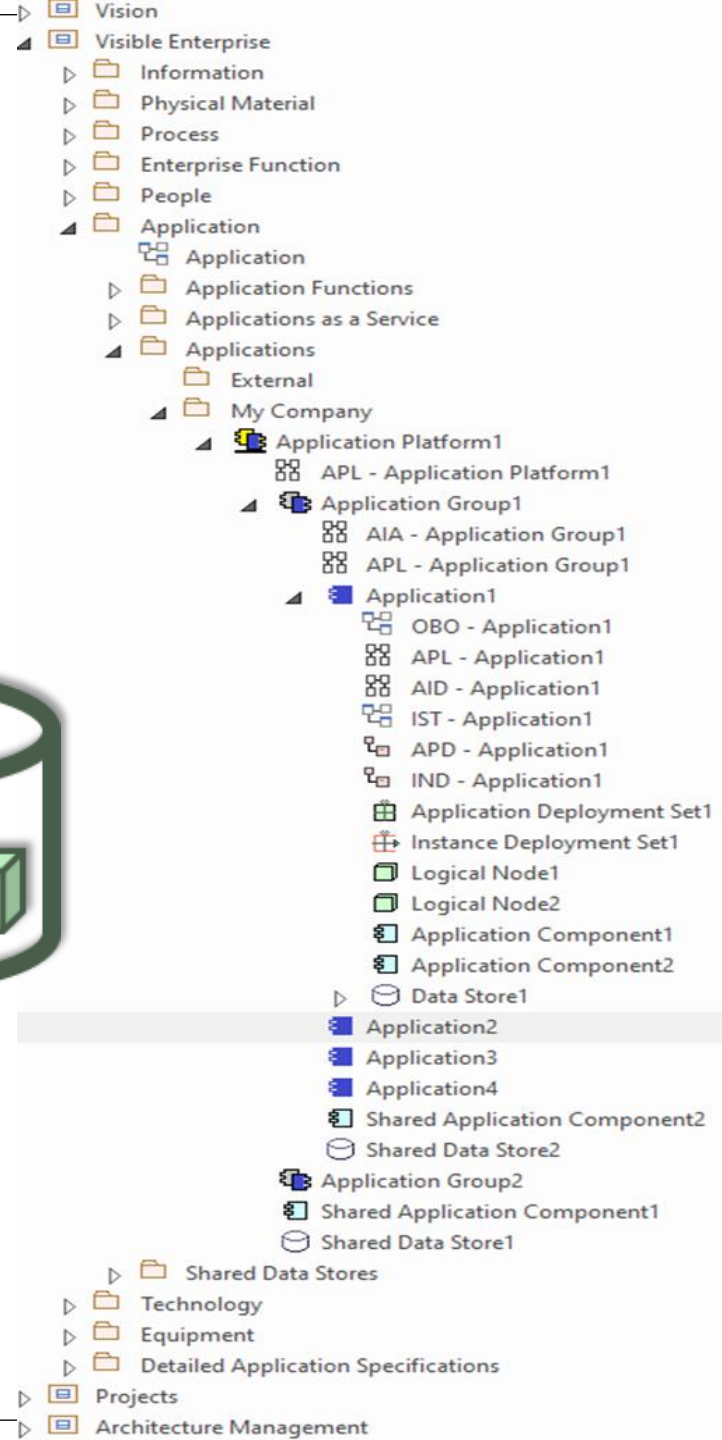 Vision
Visible Enterprise
Information
Physical Material
Process
Enterprise Function
People
Application
Application
Application Functions
Applications as a Service
Applications
External
My Company
Application Platform1
APL - Application Platform1
Application Group1
AIA - Application Group1
APL - Application Group1
Application1
OBO - Application1
APL - Application1
AID - Application1
IST - Application1
APD - Application1
IND - Application1
Application Deployment Set1
Instance Deployment Set1
Logical Node1
Logical Node2
Application Component1
Application Component2
Data Store1
Application2
Application3
Application4
Shared Application Component2
Shared Data Store2
Application Group2
Shared Application Component1
Shared Data Store1
Shared Data Stores
Technology
Equipment
Detailed Application Specifications
Projects
Architecture Management